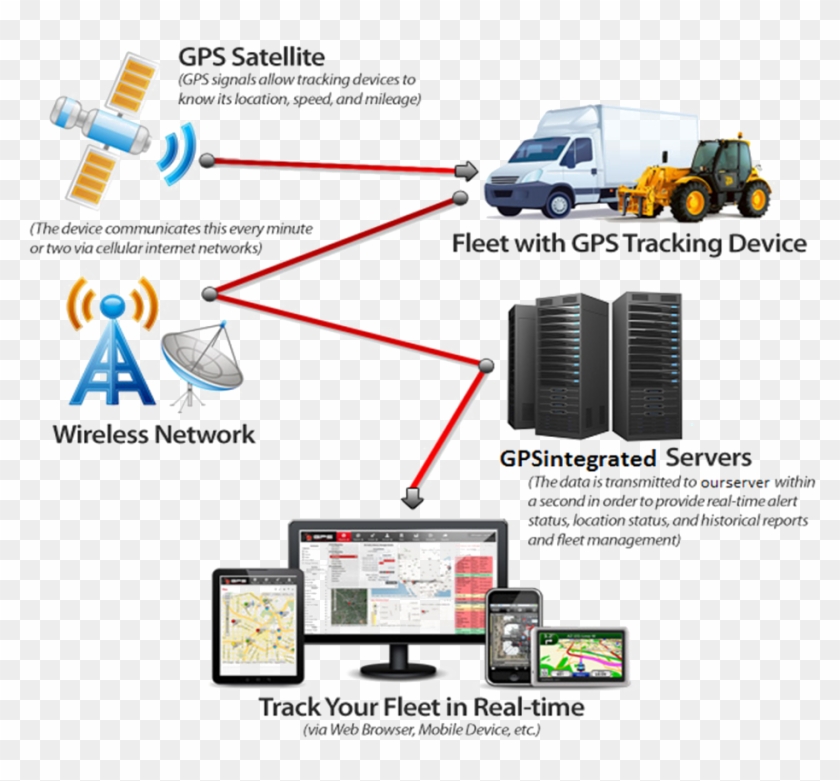 GPS Satellite
(GPS signals allow tracking devices to
know its location, speed, and mileage)
(The device communicates this every minute
or two via cellular internet networks)
Fleet with GPS Tracking Device
Wireless Network
GPSintegrated Servers
(The data is transmitted to ourserver within
a second in order to provide real-time alert
status, location status, and historical reports
and fleet management)
GPS
GPS
Track Your Fleet in Real-time
(via Web Browser, Mobile Device, etc.)